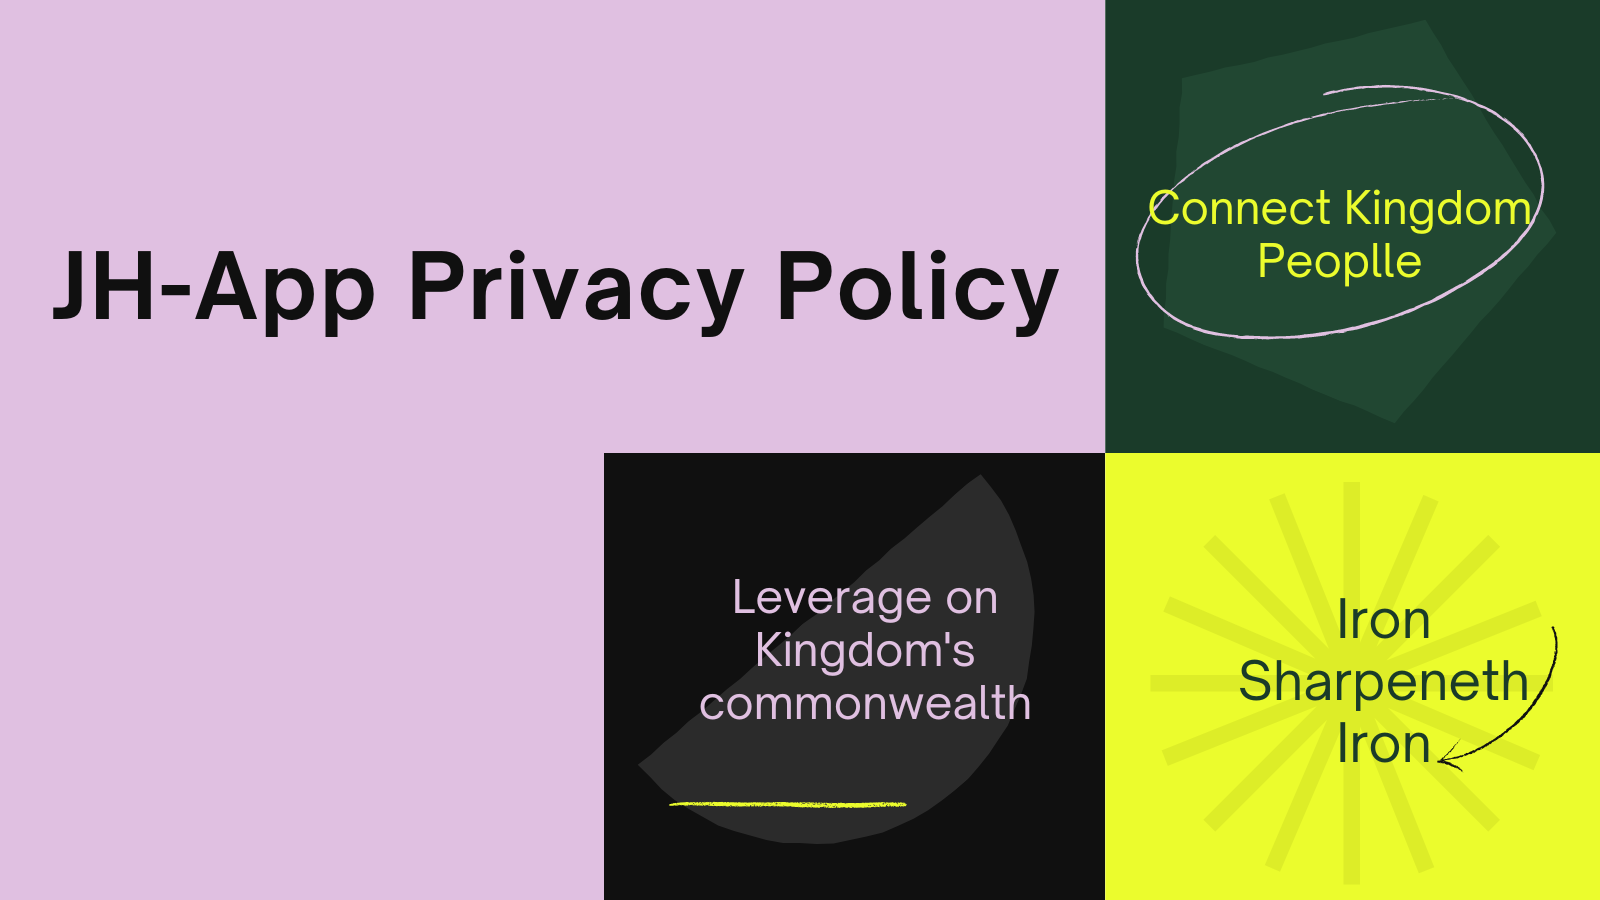 JH-App Privacy Policy
Connect Kingdom
Peoplle
Leverage on
Kingdom's
commonwealth
Iron
Sharpeneth
Iron